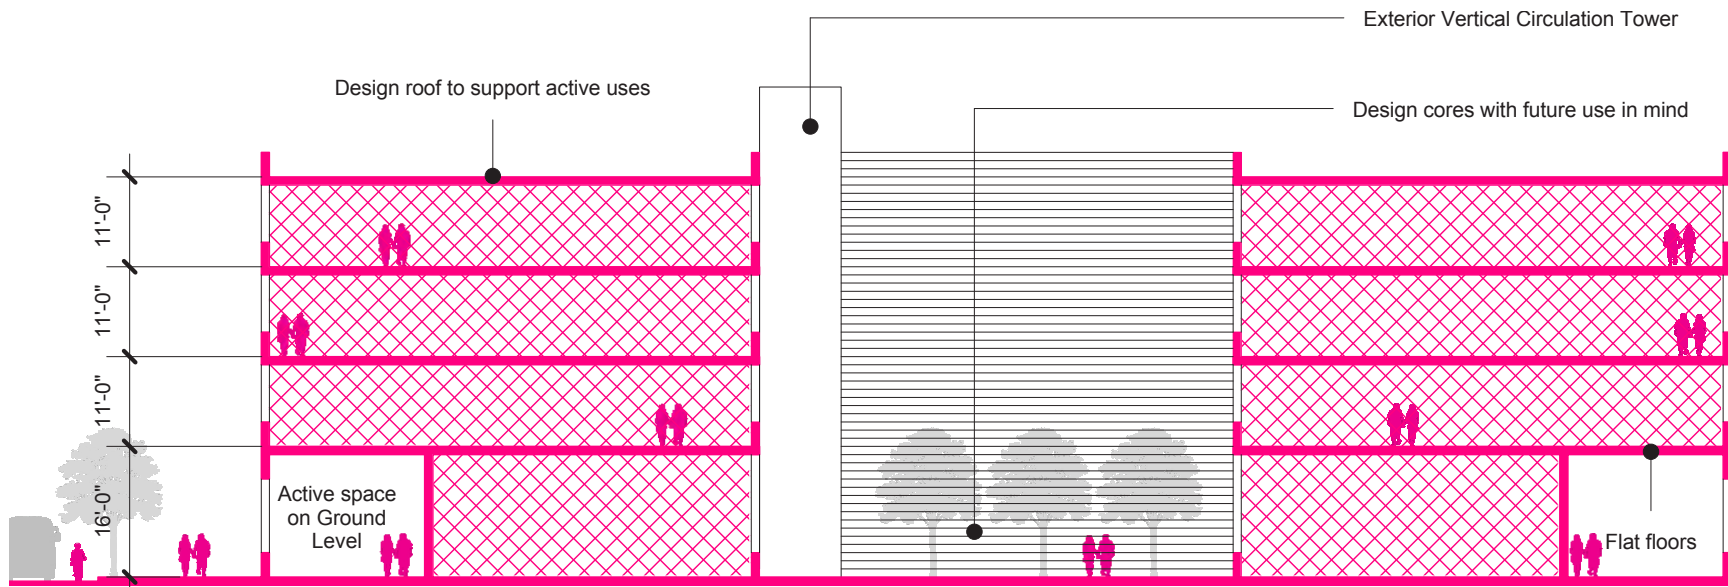 Exterior Vertical Circulation Tower
Design roof to support active uses
Design cores with future use in mind
11'-0"
11'-0"
11'-0"
16'-0"
Active space
on Ground
Level
Flat floors